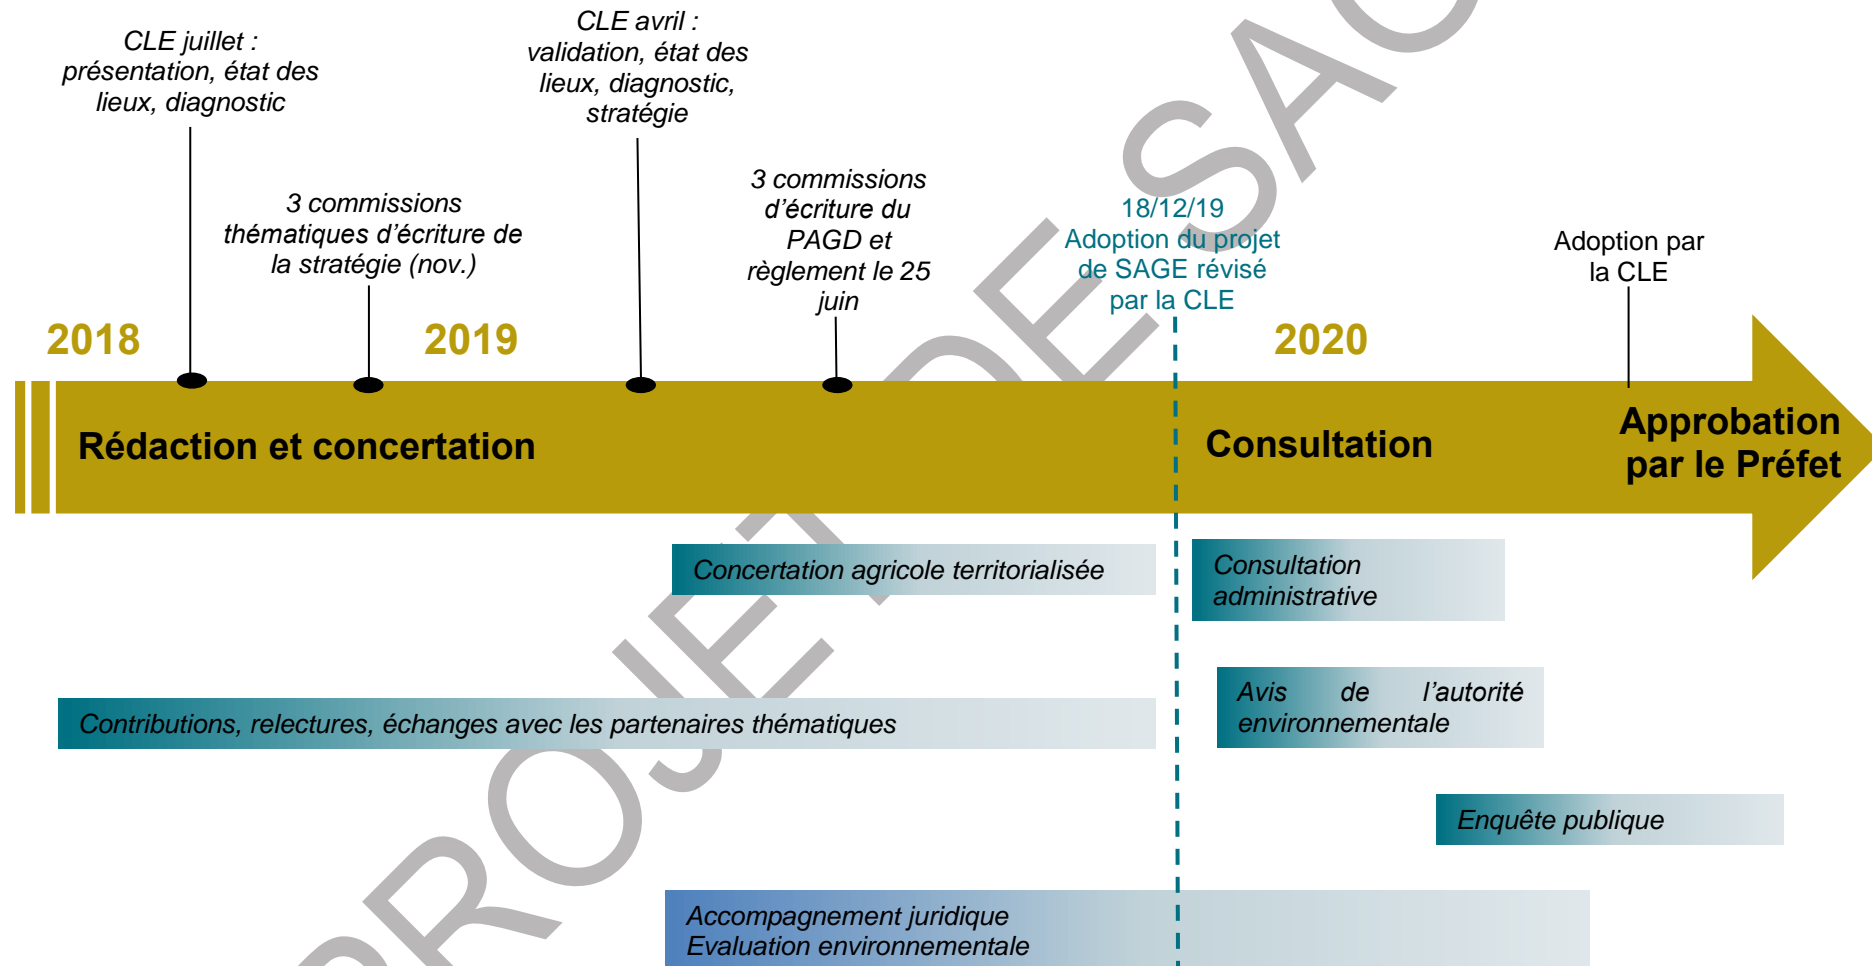 CLE juillet :
présentation, état des
lieux, diagnostic
3 commissions
thématiques d'écriture de
la stratégie (nov.)
CLE avril :
validation, état des
lieux, diagnostic,
stratégie
3 commissions
d'écriture du
PAGD et
règlement le 25
juin
18/12/19
Adoption du projet
de SAGE révisé
par la CLE
Adoption par
la CLE
2018
2019
2020
Rédaction et concertation
Consultation
Approbation
par le Préfet
Concertation agricole territorialisée
Consultation
administrative
Contributions, relectures, échanges avec les partenaires thématiques
Avis de l'autorité
environnementale
Enquête publique
Accompagnement juridique
Evaluation environnementale
PROJET DE SAG